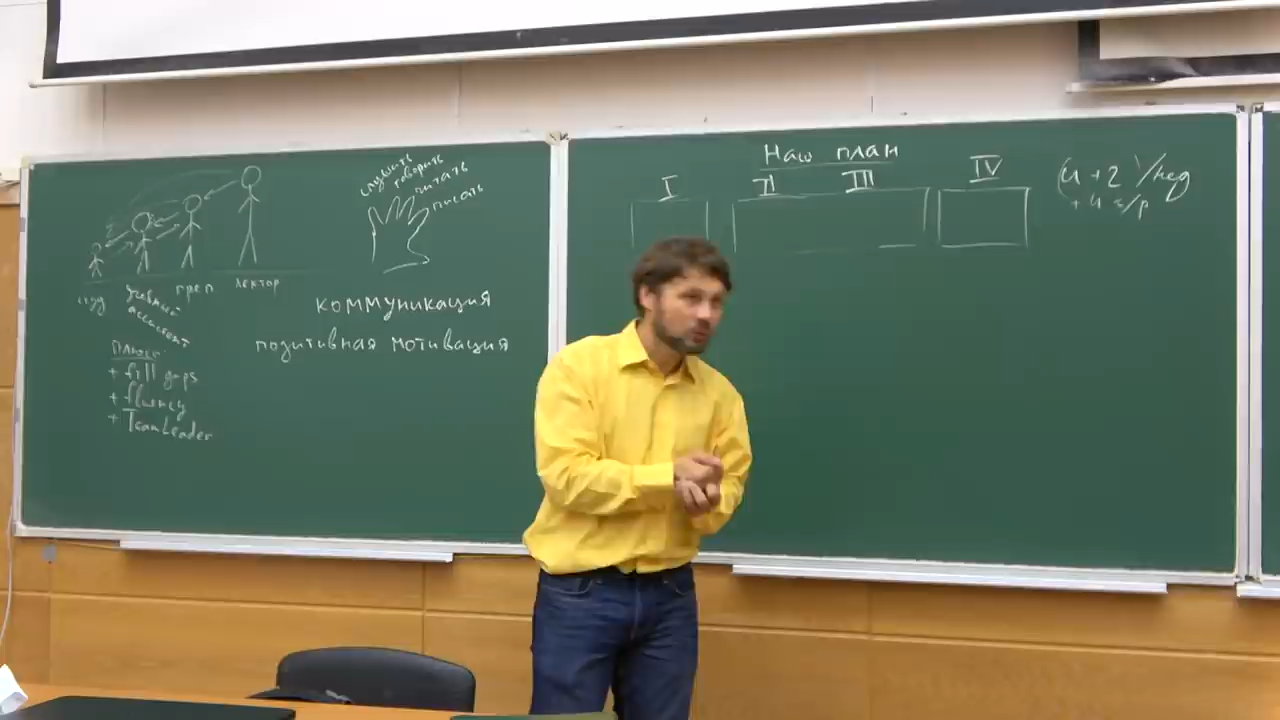 слушать
говорить
читать
писать
студ
учебный
ассистент
преп
лектор
коммуникация
позитивная мотивация
плюсы
+ fill gaps
+ fluency
+ TeamLeader
Наш план
I
II
III
IV
(4 + 2)/нед